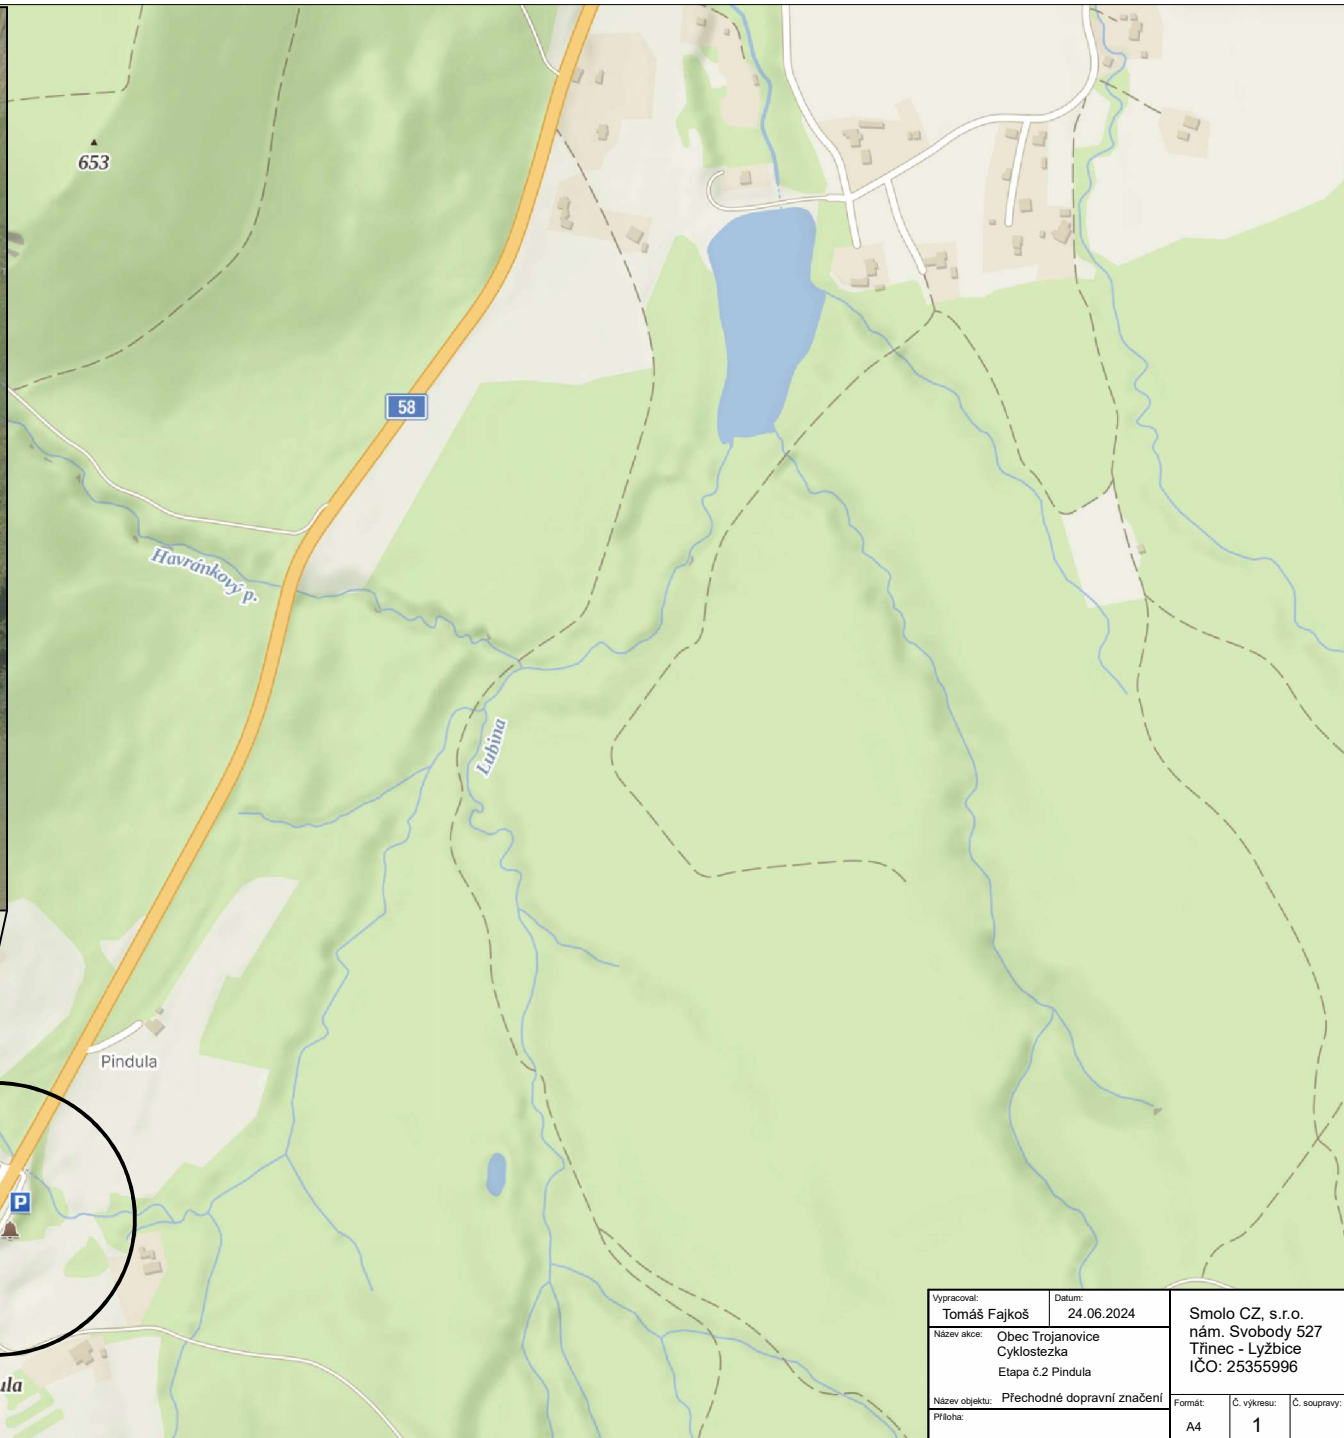 653
58
Havránkový p.
Lubina
Pindula
P
ula
Vypracoval:
Tomáš Fajkoš
Datum:
24.06.2024
Název akce: Obec Trojanovice
Cyklostezka
Etapa č.2 Pindula
Název objektu: Přechodné dopravní značení
Příloha:
Smolo CZ, s.r.o.
nám. Svobody 527
Třinec - Lyžbice
IČO: 25355996
Formát:
A4
Č. výkresu:
1
Č. soupravy: